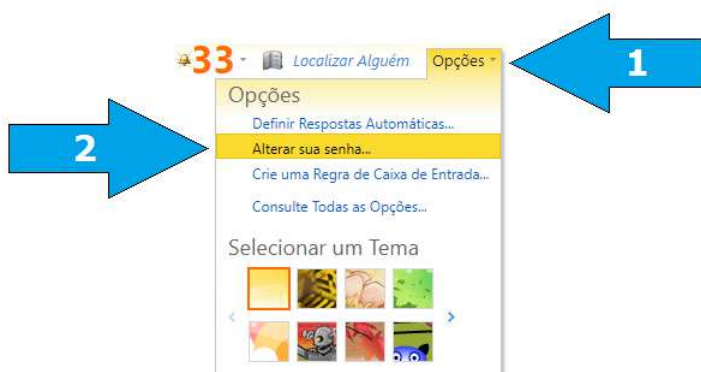 33 Localizar Alguém Opções
1
Opções
Definir Respostas Automáticas...
2
Alterar sua senha...
Crie uma Regra de Caixa de Entrada...
Consulte Todas as Opções...
Selecionar um Tema